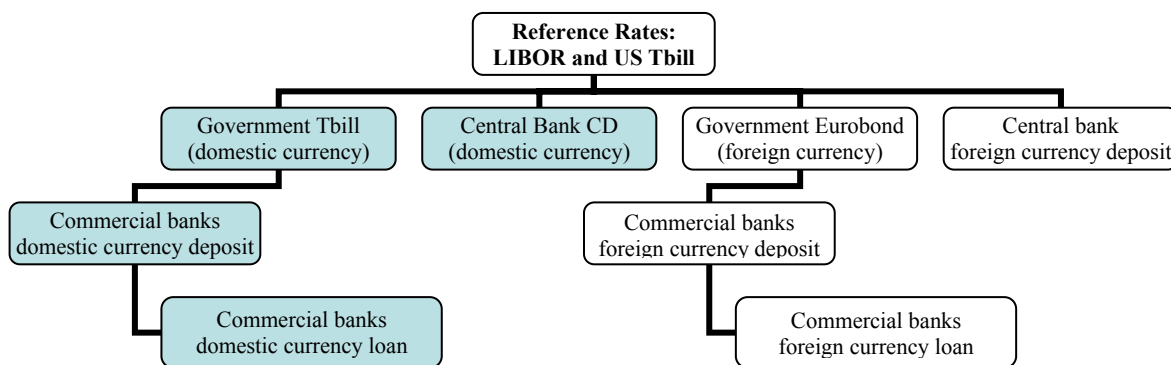 Reference Rates:
LIBOR and US Tbill
Government Tbill
(domestic currency)
Central Bank CD
(domestic currency)
Government Eurobond
(foreign currency)
Central bank
foreign currency deposit
Commercial banks
domestic currency deposit
Commercial banks
foreign currency deposit
Commercial banks
domestic currency loan
Commercial banks
foreign currency loan